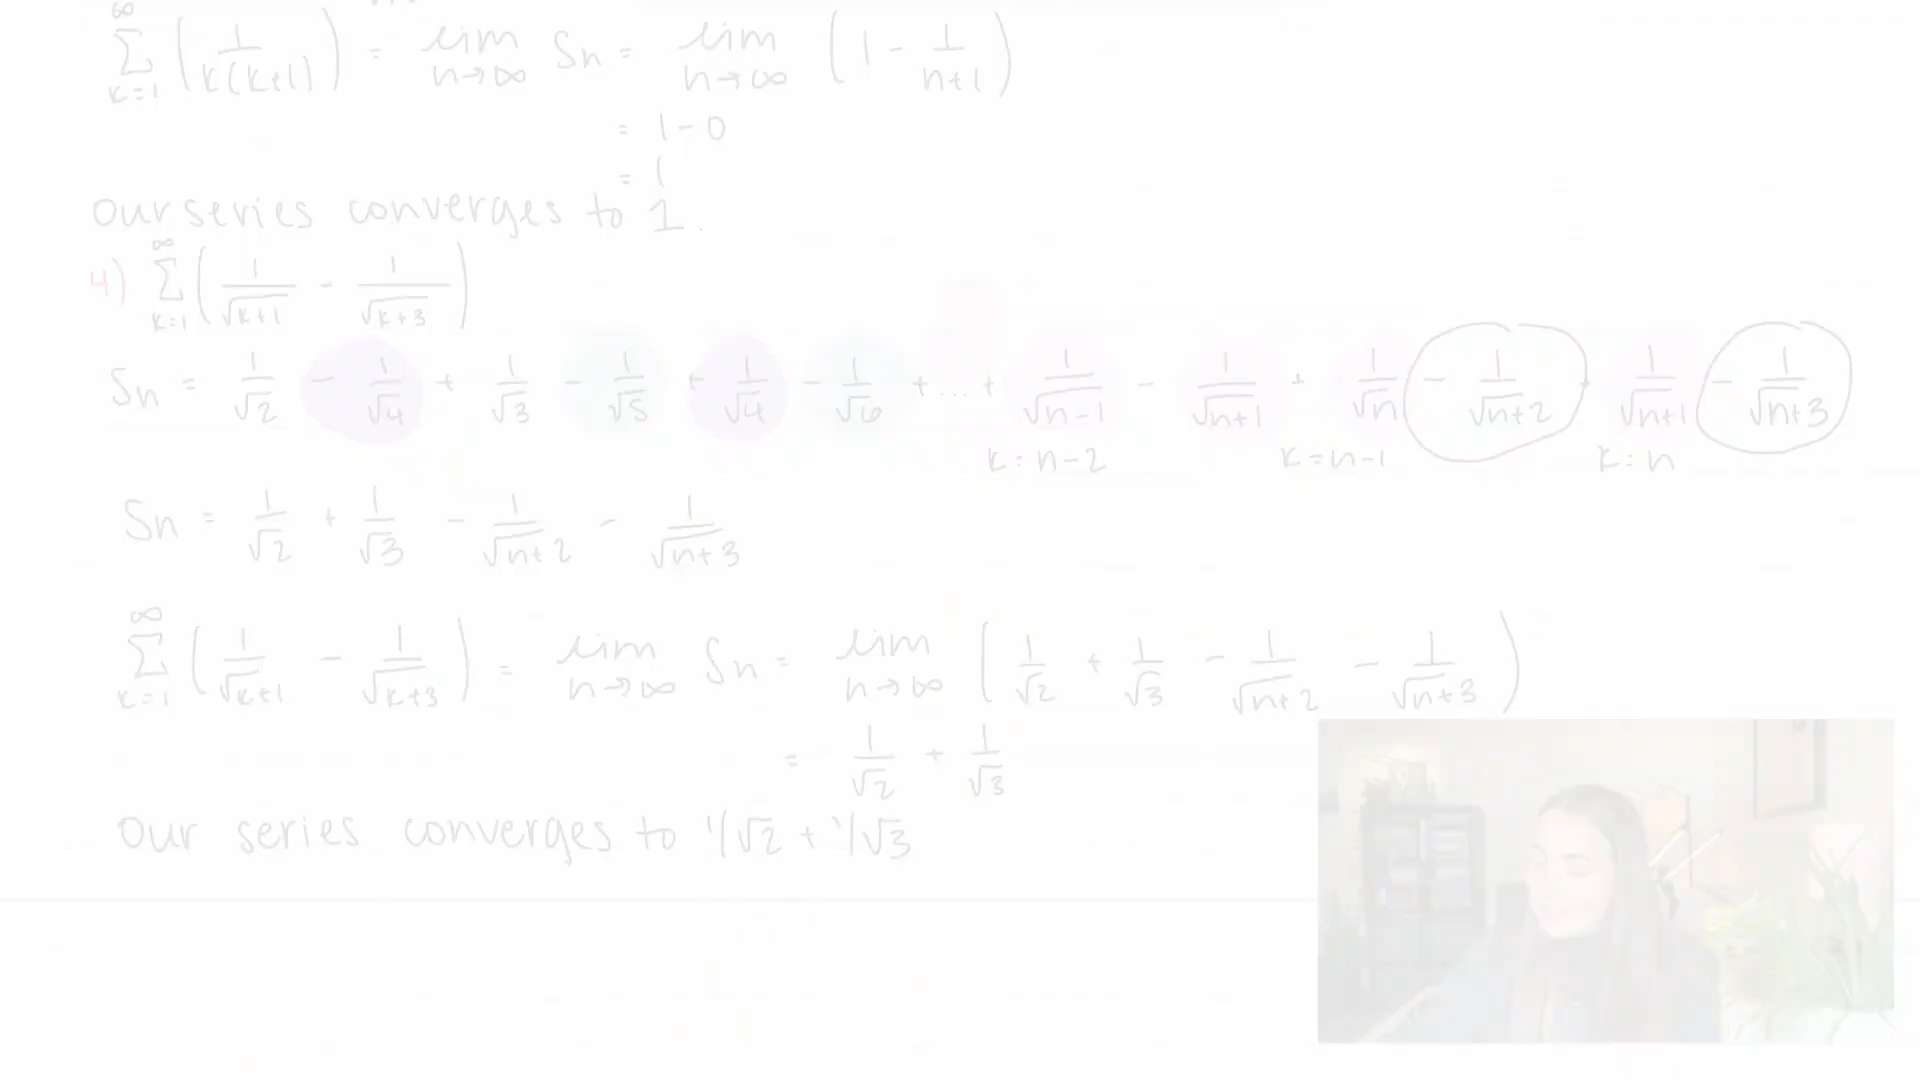 ∞
∑ (1/(k(k+1))) = lim Sn = lim (1 - 1/(n+1))
k=1 n→∞ n→∞
= 1 - 0
= 1
our series converges to 1.
4) ∞ ∑ k=1 (1/√(k+1) - 1/√(k+3))
Sn = 1/√2 - 1/√4 + 1/√3 - 1/√5 + 1/√4 - 1/√6 + ... + 1/√(n-1) - 1/√(n+1) + 1/√n - 1/√(n+2) + 1/√(n+1) - 1/√(n+3)
k=n-2 k=n-1 k=n
Sn = 1/√2 + 1/√3 - 1/√(n+2) - 1/√(n+3)
∞
∑ (1/√(k+1) - 1/√(k+3)) = lim Sn = lim (1/√2 + 1/√3 - 1/√(n+2) - 1/√(n+3))
k=1 n→∞ n→∞
= 1/√2 + 1/√3
Our series converges to 1/√2 + 1/√3